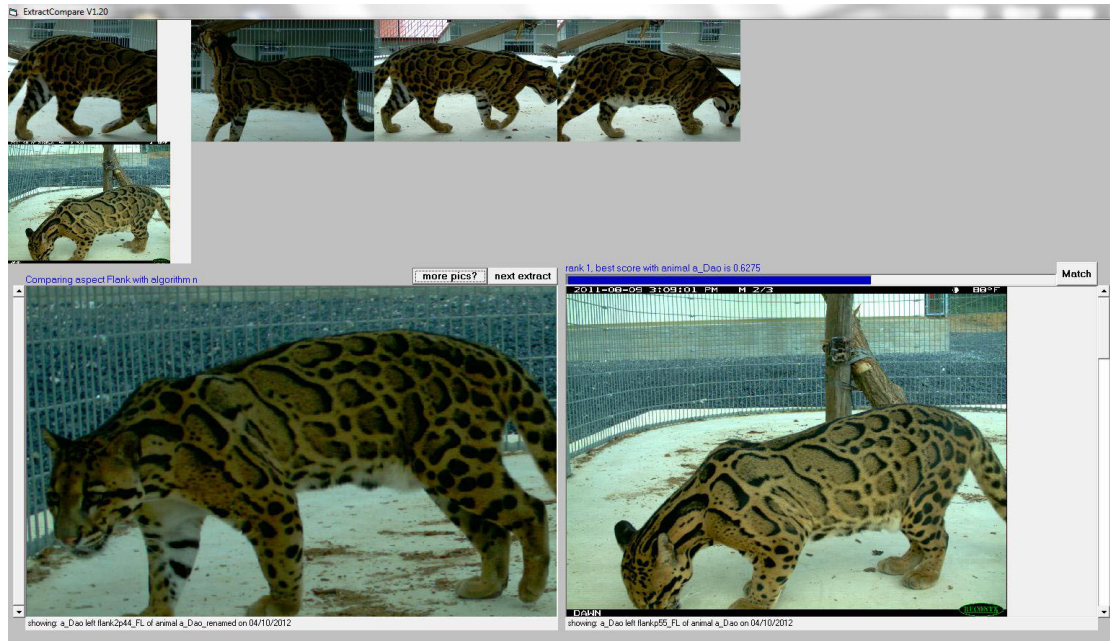 ExtractCompare V1.20
Comparing aspect Flank with algorithm n
more pics?
next extract
rank 1, best score with animal a_Dao is 0.6275
Match
2011-08-09 3:09:01 PM M 2/3 88°F
DAWN
RECONYX
showing: a_Dao left flank2p44_FL of animal a_Dao_renamed on 04/10/2012
showing: a_Dao left flankp55_FL of animal a_Dao on 04/10/2012